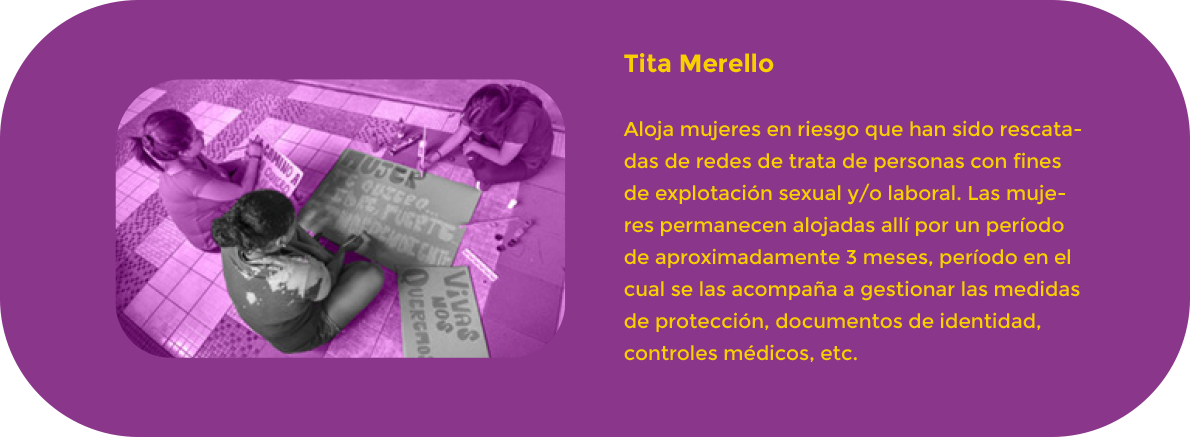 Tita Merello
Aloja mujeres en riesgo que han sido rescata-
das de redes de trata de personas con fines
de explotación sexual y/o laboral. Las muje-
res permanecen alojadas allí por un período
de aproximadamente 3 meses, período en el
cual se las acompaña a gestionar las medidas
de protección, documentos de identidad,
controles médicos, etc.
MUJER
TE QUIERO
FUERTE
VIVAS
NOS
QUEREMOS